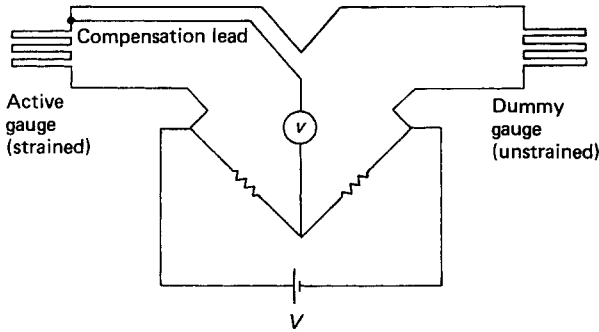 Compensation lead
Active
gauge
(strained)
v
Dummy
gauge
(unstrained)
V